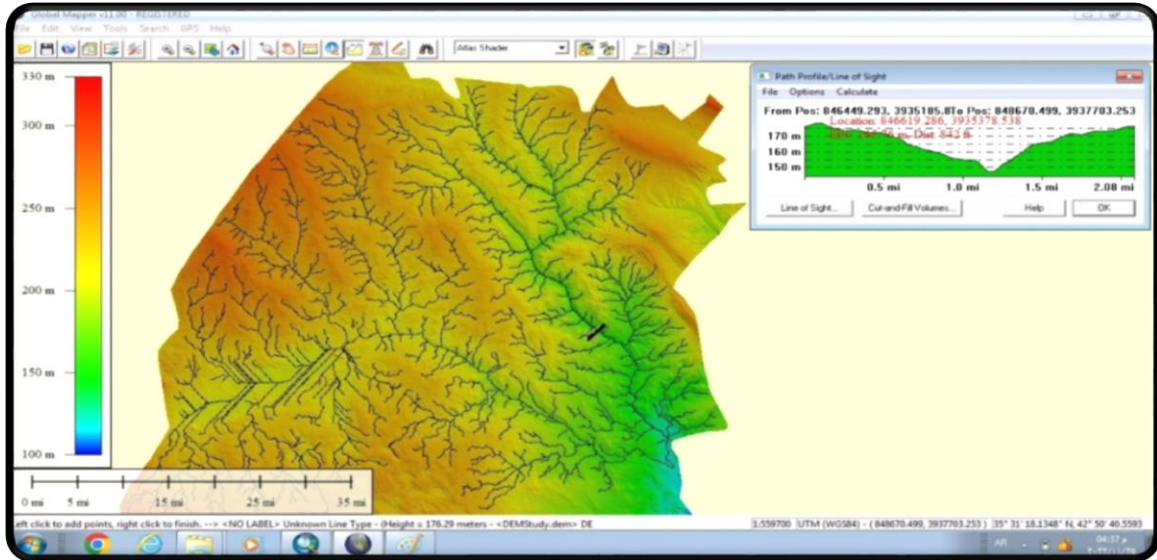 Global Mapper v11.00 - REGISTERED
File Edit View Tools Search GPS Help
Atlas Shader
330 m
300 m
250 m
200 m
150 m
100 m
0 mi 5 mi 15 mi 25 mi 35 mi
Path Profile/Line of Sight
File Options Calculate
From Pos: 846449.293, 3935185.8To Pos: 848670.499, 3937703.253
Location: 846619.286, 3935378.538
170 m
160 m
150 m
0.5 mi 1.0 mi 1.5 mi 2.08 mi
Line of Sight... Cut-and-Fill Volumes... Help OK
Left click to add points, right click to finish. --> <NO LABEL> Unknown Line Type - (Height = 176.29 meters - <DEMStudy.dem> DE
1:559700 UTM (WGS84) - ( 848670.499, 3937703.253 ) 35° 31' 18.1348" N, 42° 50' 40.5593
AR
04:37 م